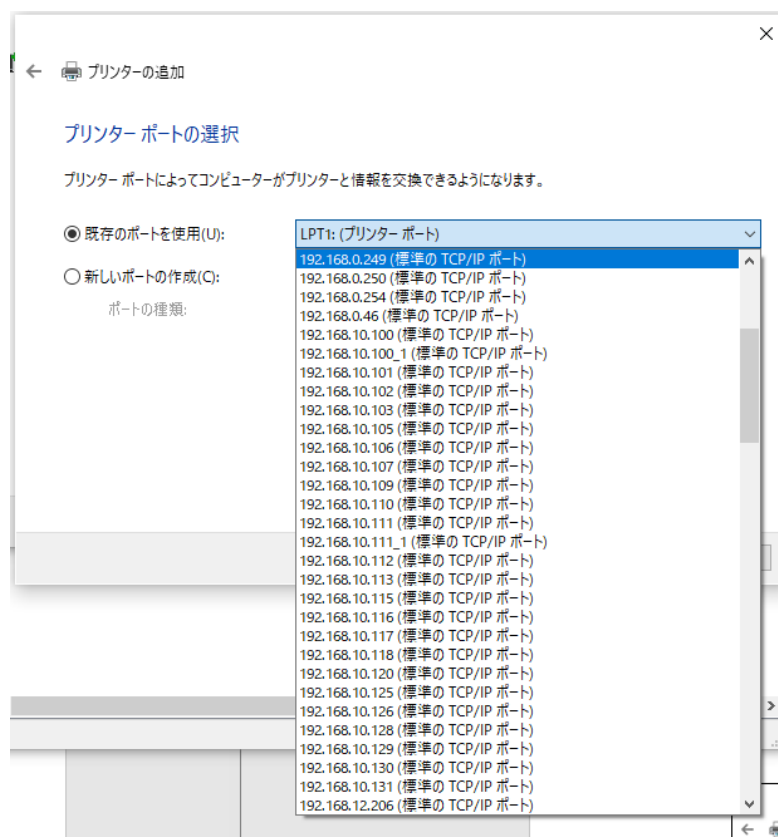 プリンターの追加
プリンター ポートの選択
プリンター ポートによってコンピューターがプリンターと情報を交換できるようになります。
既存のポートを使用(U):
LPT1: (プリンター ポート)
新しいポートの作成(C):
ポートの種類:
192.168.0.249 (標準の TCP/IP ポート)
192.168.0.250 (標準の TCP/IP ポート)
192.168.0.254 (標準の TCP/IP ポート)
192.168.0.46 (標準の TCP/IP ポート)
192.168.10.100 (標準の TCP/IP ポート)
192.168.10.100_1 (標準の TCP/IP ポート)
192.168.10.101 (標準の TCP/IP ポート)
192.168.10.102 (標準の TCP/IP ポート)
192.168.10.103 (標準の TCP/IP ポート)
192.168.10.105 (標準の TCP/IP ポート)
192.168.10.106 (標準の TCP/IP ポート)
192.168.10.107 (標準の TCP/IP ポート)
192.168.10.109 (標準の TCP/IP ポート)
192.168.10.110 (標準の TCP/IP ポート)
192.168.10.111 (標準の TCP/IP ポート)
192.168.10.111_1 (標準の TCP/IP ポート)
192.168.10.112 (標準の TCP/IP ポート)
192.168.10.113 (標準の TCP/IP ポート)
192.168.10.115 (標準の TCP/IP ポート)
192.168.10.116 (標準の TCP/IP ポート)
192.168.10.117 (標準の TCP/IP ポート)
192.168.10.118 (標準の TCP/IP ポート)
192.168.10.120 (標準の TCP/IP ポート)
192.168.10.125 (標準の TCP/IP ポート)
192.168.10.126 (標準の TCP/IP ポート)
192.168.10.128 (標準の TCP/IP ポート)
192.168.10.129 (標準の TCP/IP ポート)
192.168.10.130 (標準の TCP/IP ポート)
192.168.10.131 (標準の TCP/IP ポート)
192.168.12.206 (標準の TCP/IP ポート)